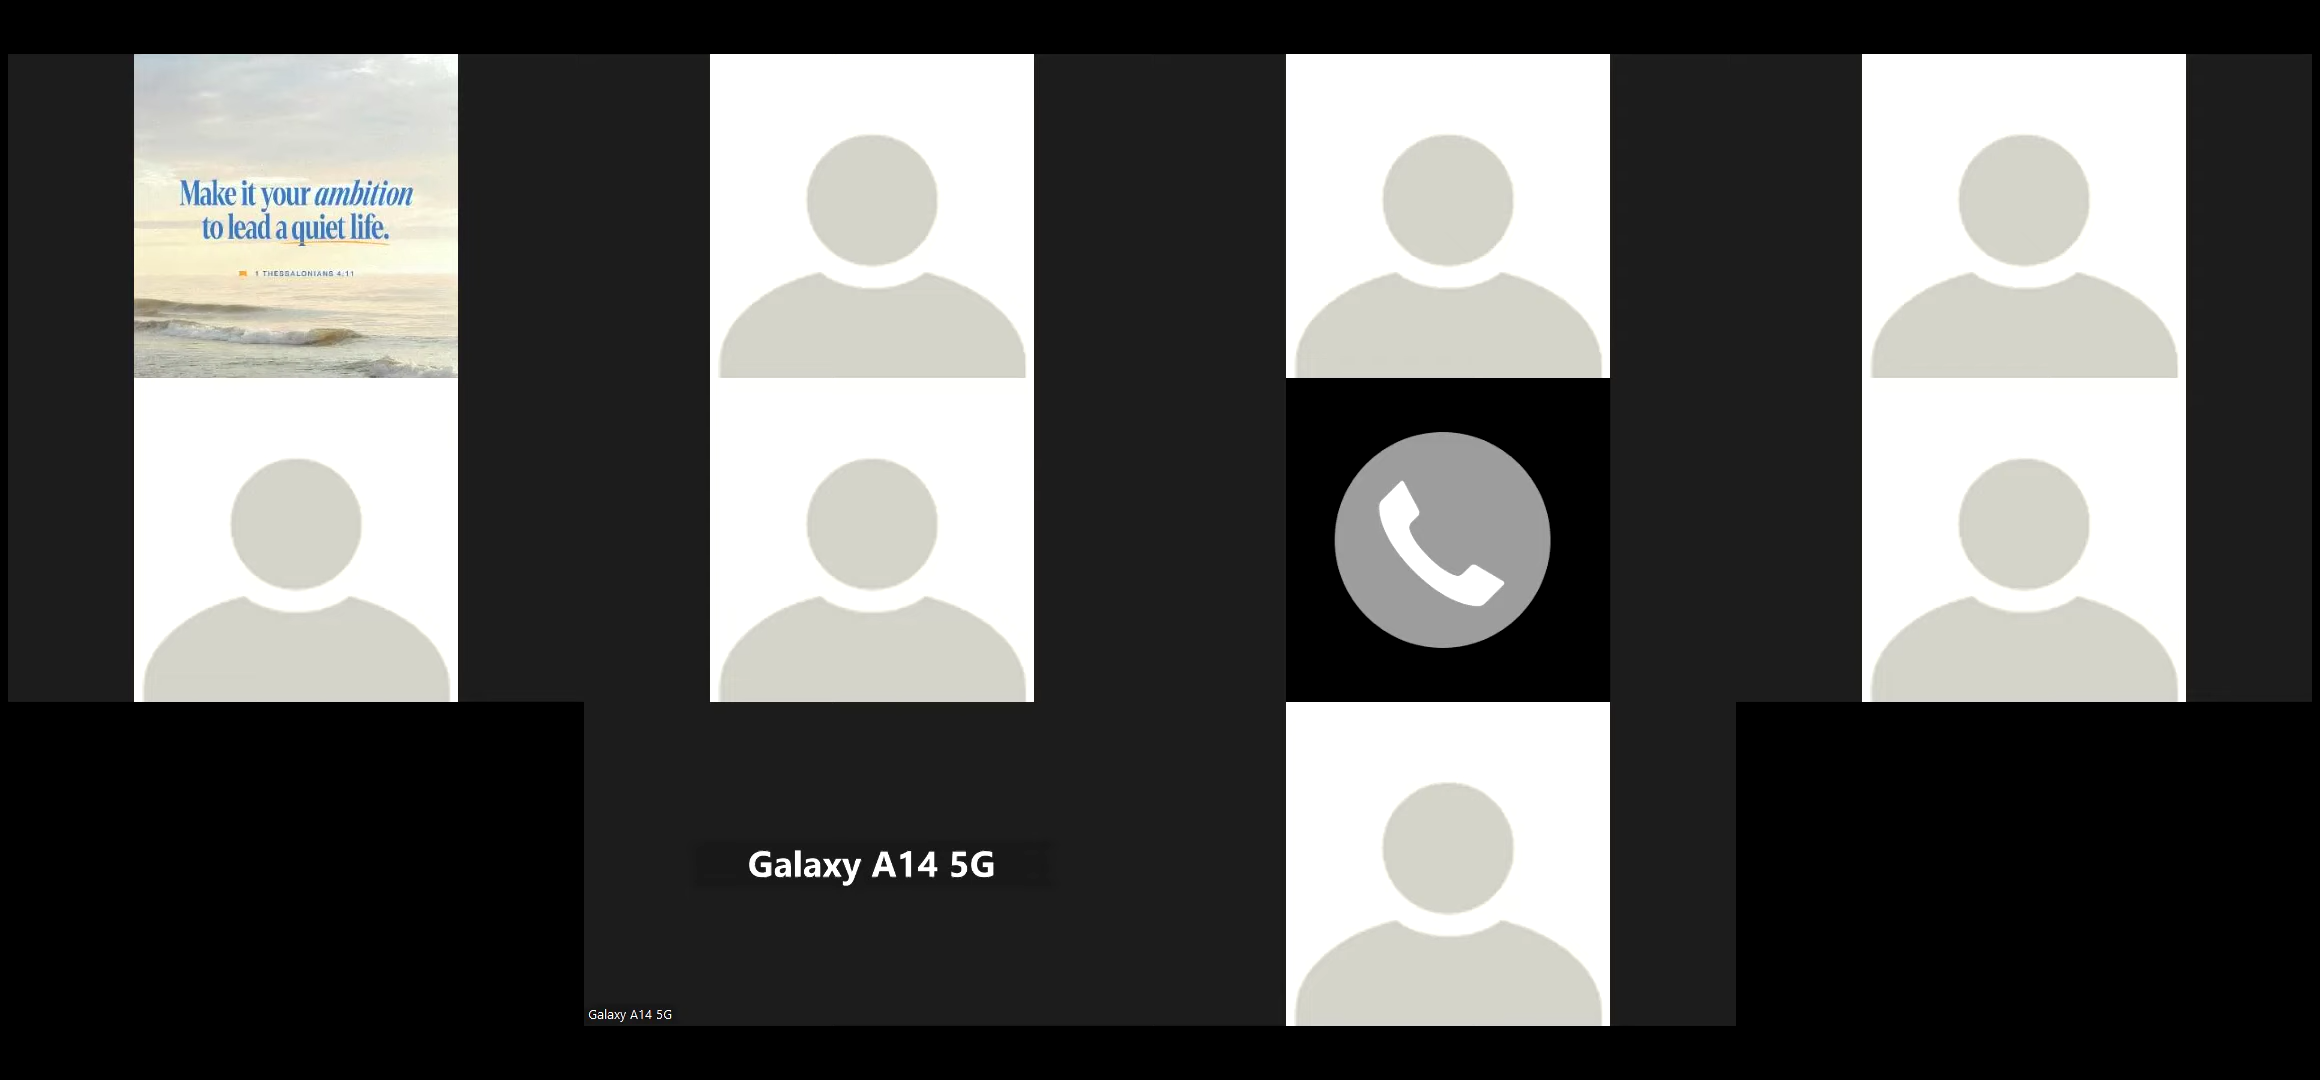 Make it your ambition
to lead a quiet life.
1 THESSALONIANS 4:11
Galaxy A14 5G
Galaxy A14 5G